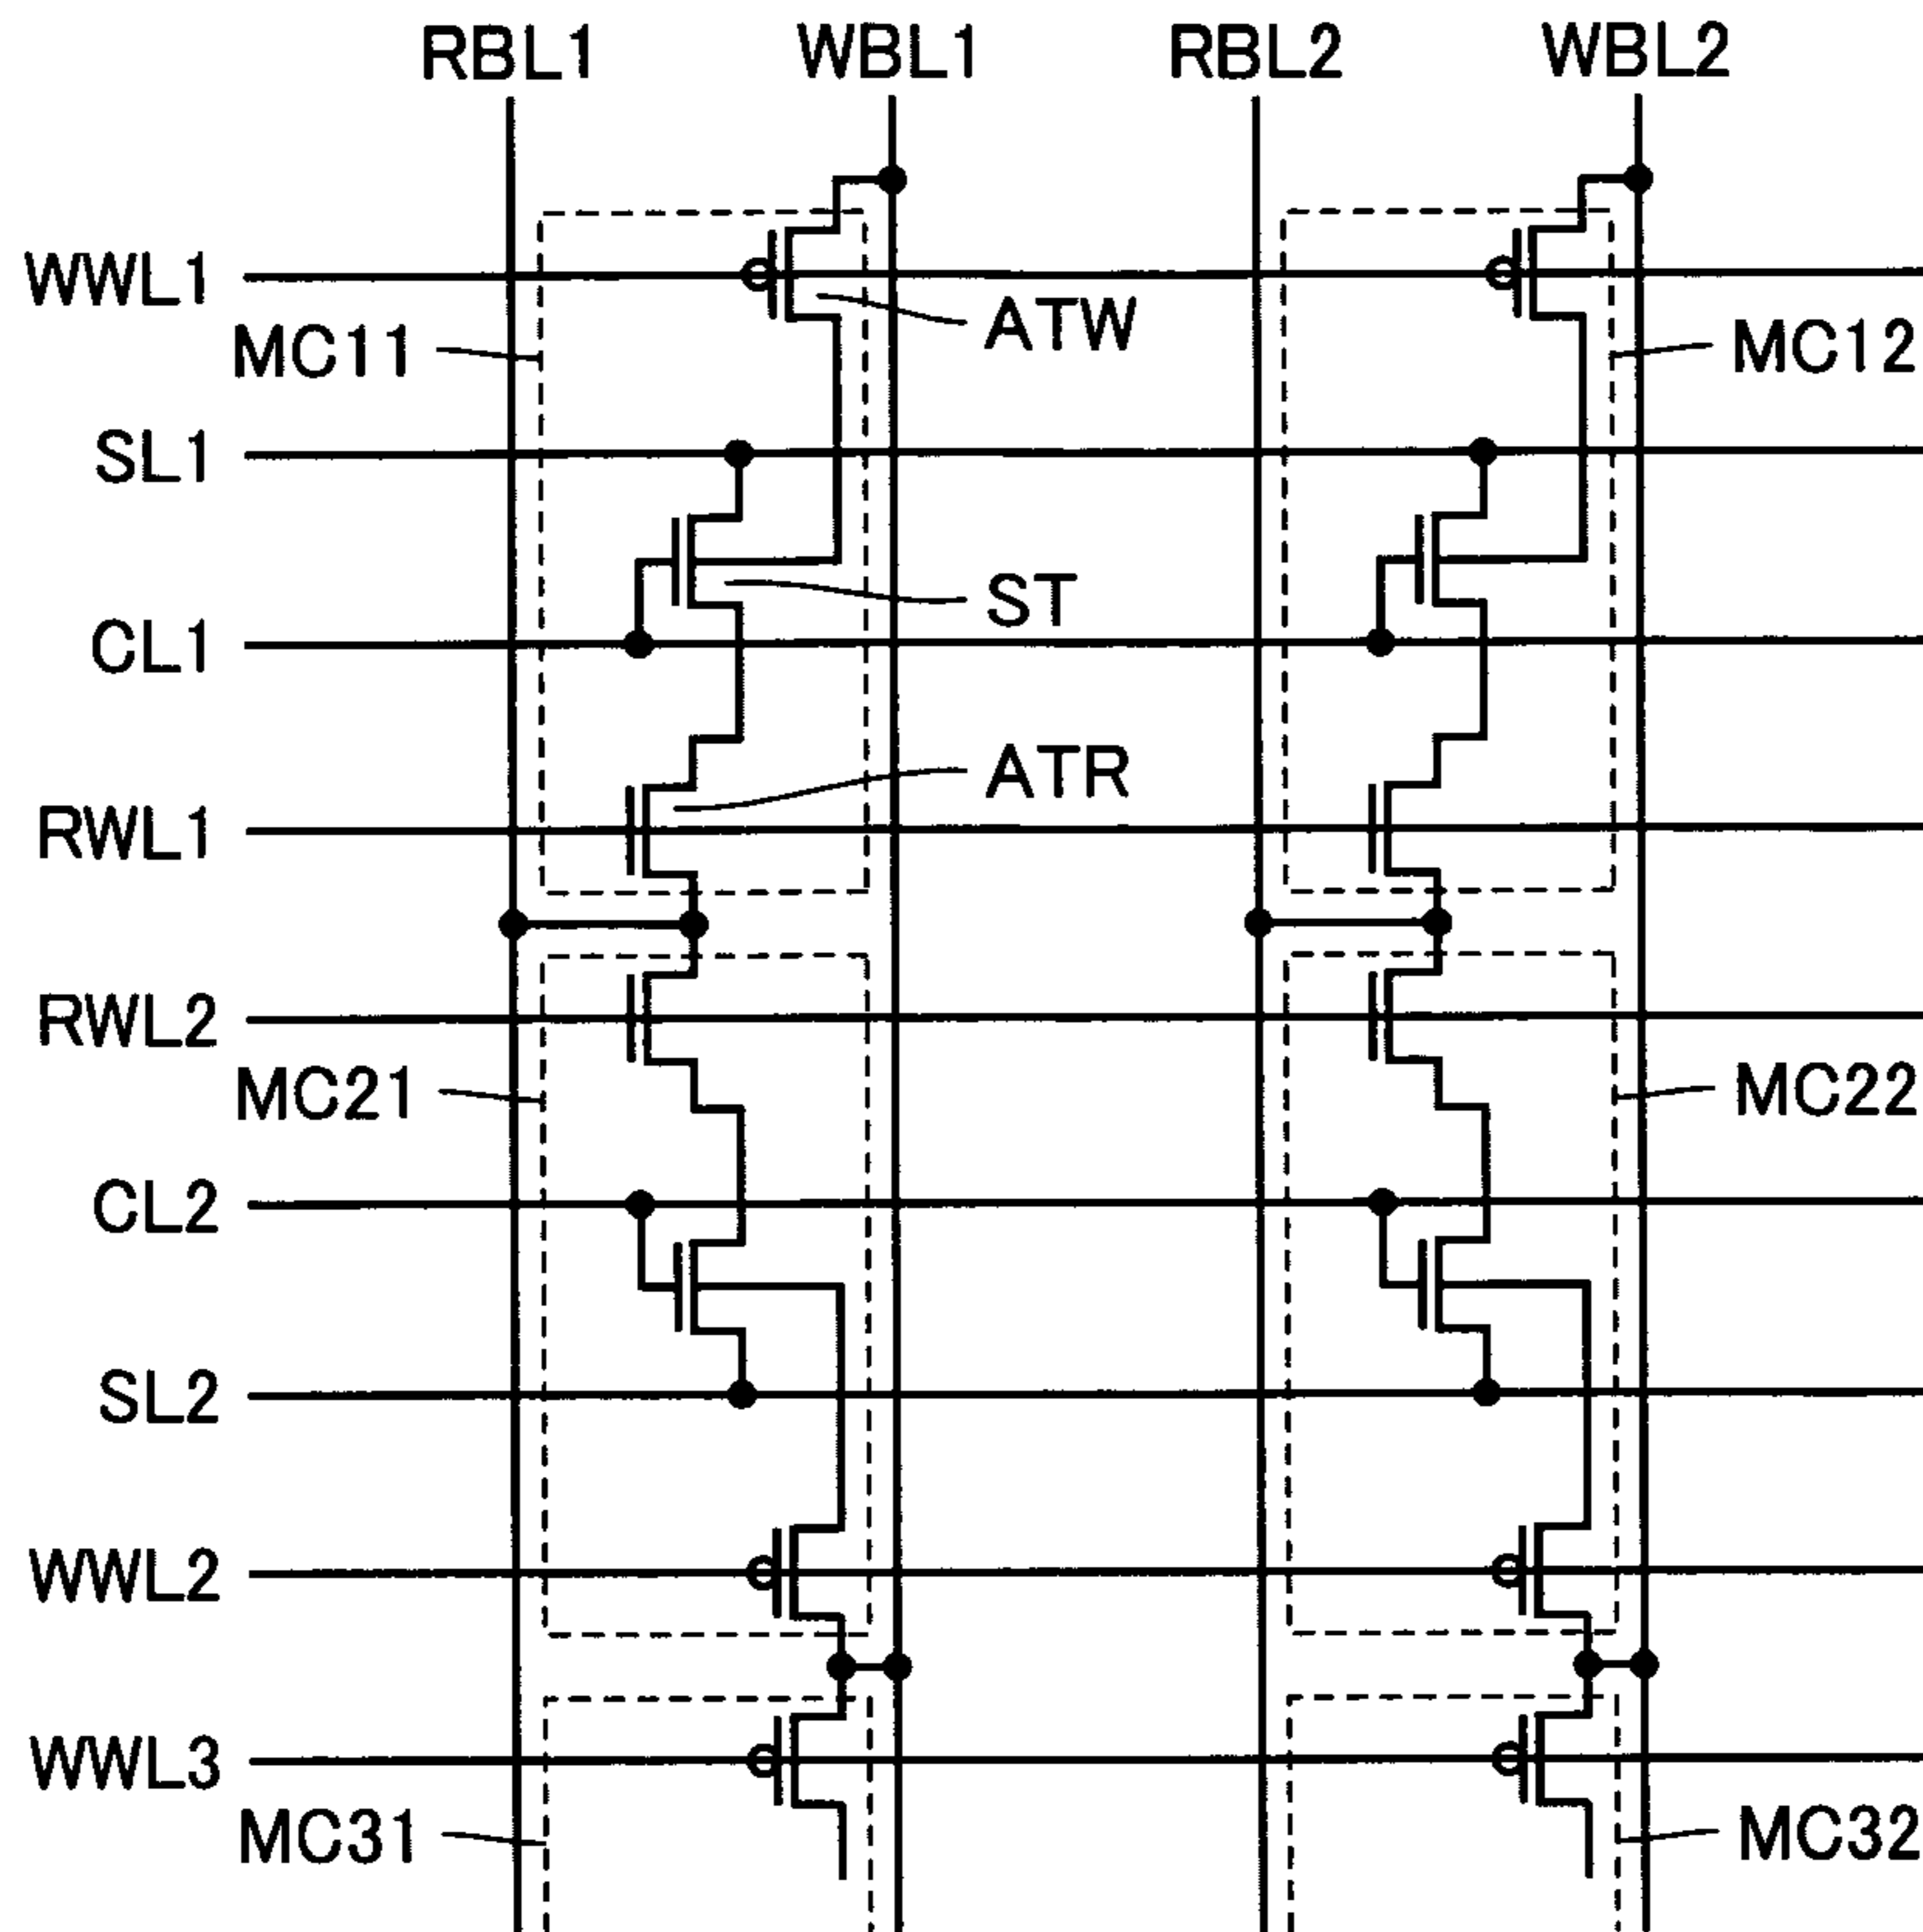 RBL1 WBL1 RBL2 WBL2
WWL1
ATW
MC11 MC12
SL1
ST
CL1
ATR
RWL1
RWL2
MC21 MC22
CL2
SL2
WWL2
WWL3
MC31 MC32